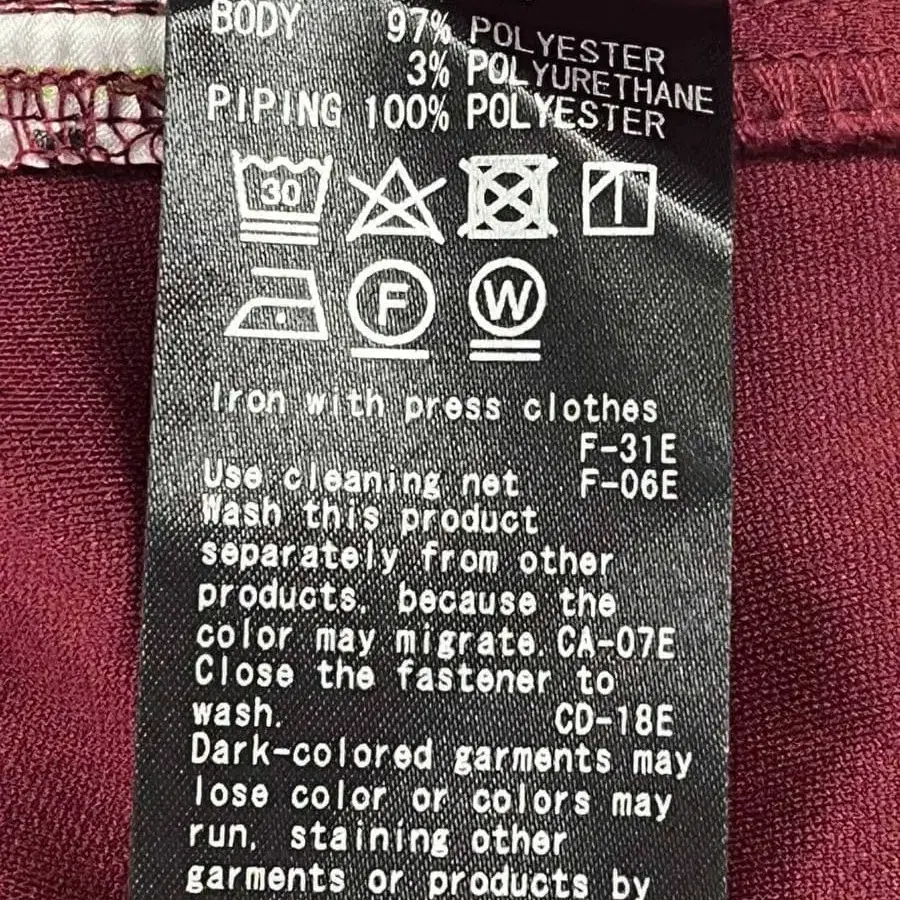 BODY 97% POLYESTER
3% POLYURETHANE
PIPING 100% POLYESTER
30
F W
Iron with press clothes
F-31E
Use cleaning net F-06E
Wash this product
separately from other
products, because the
color may migrate. CA-07E
Close the fastener to
wash. CD-18E
Dark-colored garments may
lose color or colors may
run, staining other
garments or products by